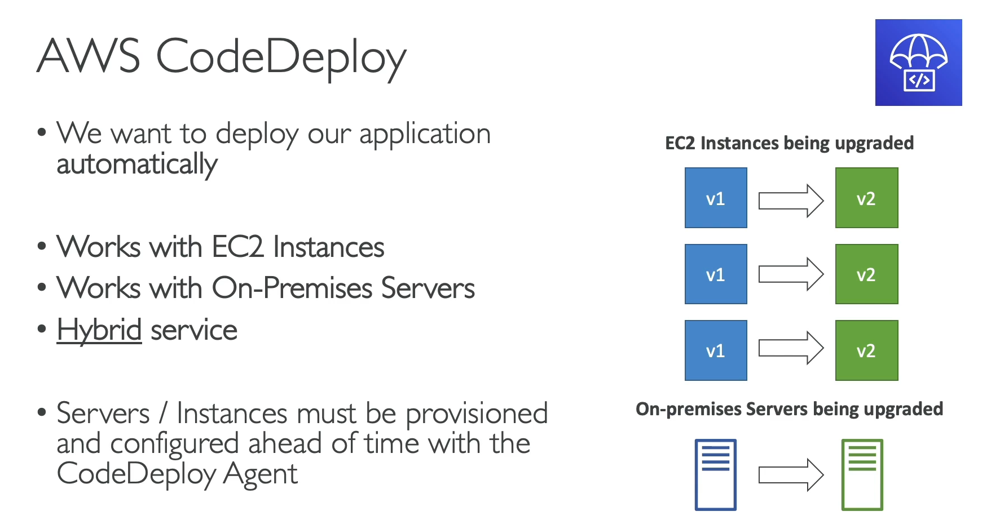 AWS CodeDeploy
</>
• We want to deploy our application
automatically
• Works with EC2 Instances
• Works with On-Premises Servers
• Hybrid service
• Servers / Instances must be provisioned
and configured ahead of time with the
CodeDeploy Agent
EC2 Instances being upgraded
v1
v2
v1
v2
v1
v2
On-premises Servers being upgraded